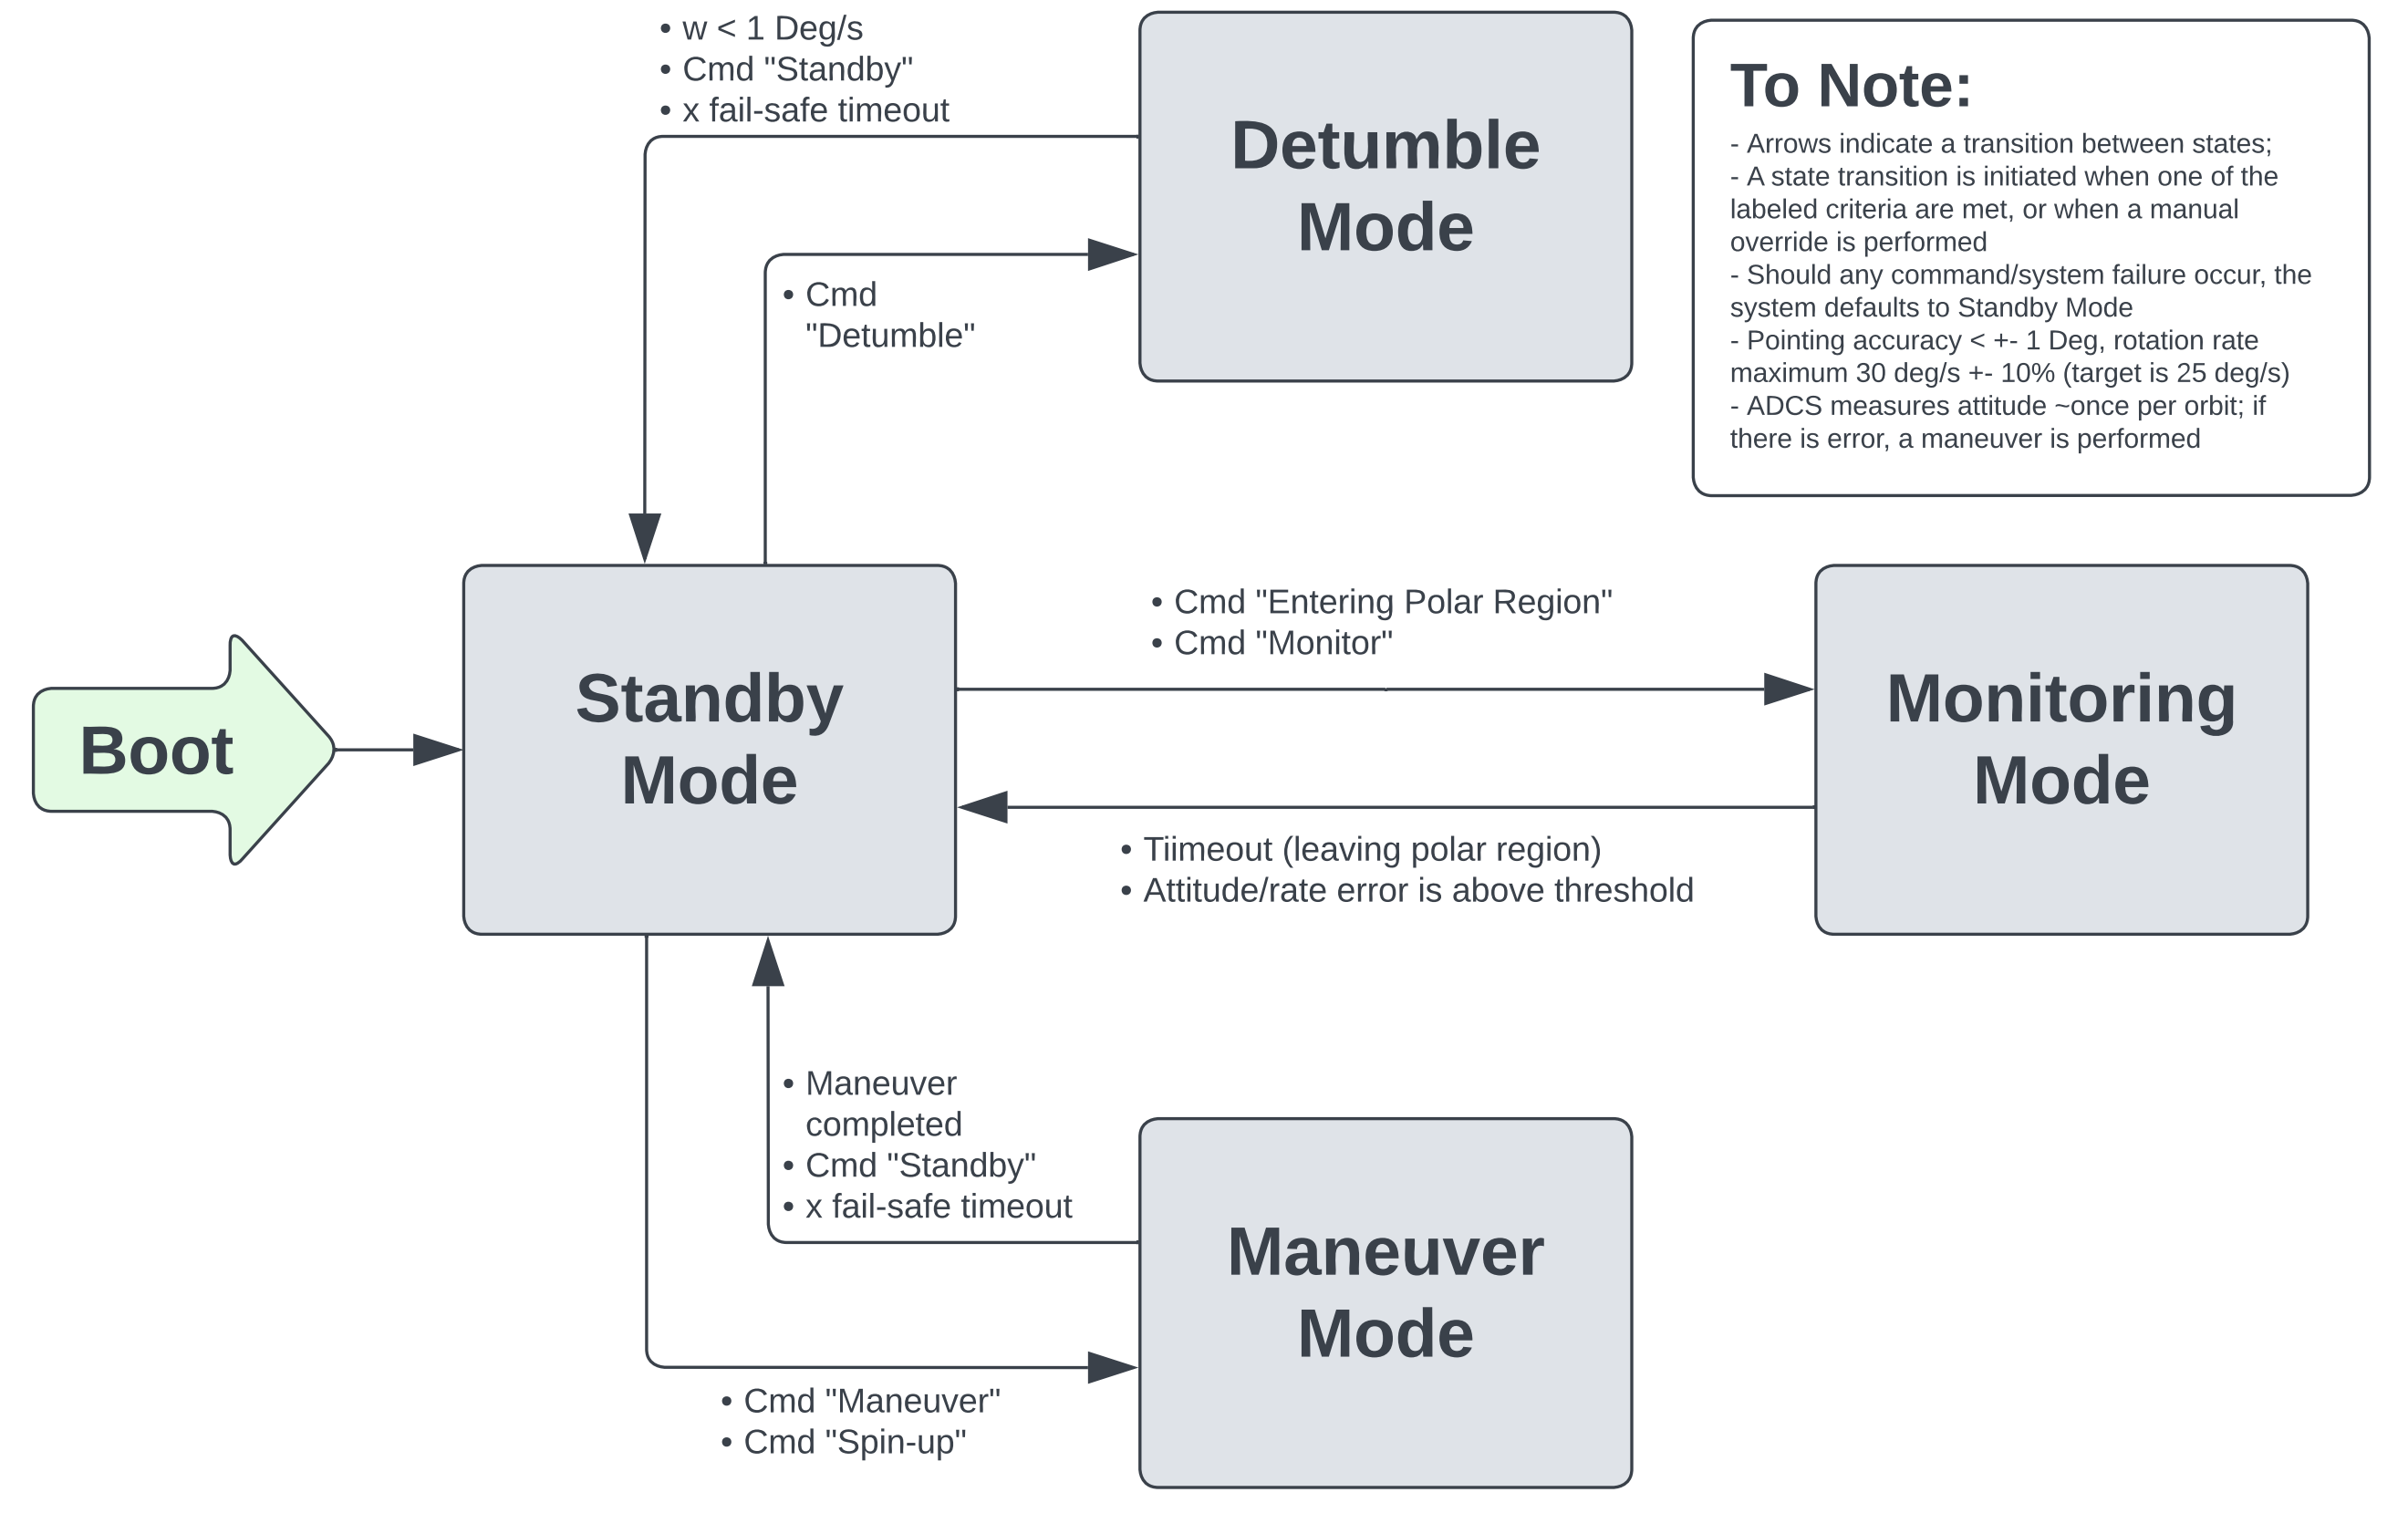 • w < 1 Deg/s
• Cmd "Standby"
• x fail-safe timeout
Detumble
Mode
• Cmd
"Detumble"
To Note:
- Arrows indicate a transition between states;
- A state transition is initiated when one of the
labeled criteria are met, or when a manual
override is performed
- Should any command/system failure occur, the
system defaults to Standby Mode
- Pointing accuracy < +- 1 Deg, rotation rate
maximum 30 deg/s +- 10% (target is 25 deg/s)
- ADCS measures attitude ~once per orbit; if
there is error, a maneuver is performed
Boot
Standby
Mode
• Cmd "Entering Polar Region"
• Cmd "Monitor"
Monitoring
Mode
• Tiimeout (leaving polar region)
• Attitude/rate error is above threshold
• Maneuver
completed
• Cmd "Standby"
• x fail-safe timeout
Maneuver
Mode
• Cmd "Maneuver"
• Cmd "Spin-up"